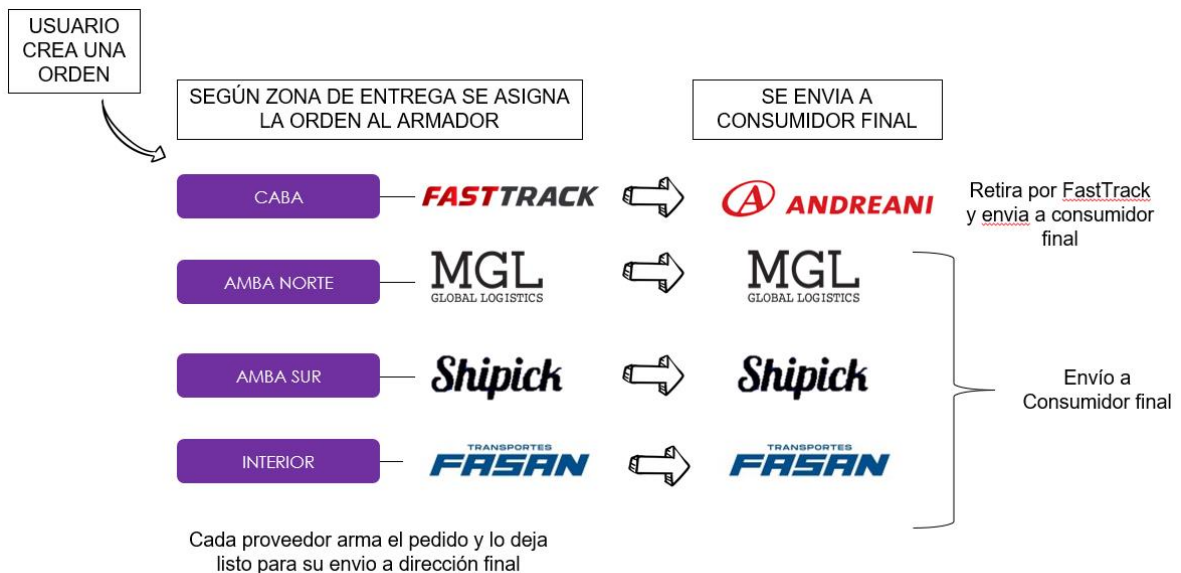 USUARIO
CREA UNA
ORDEN
SEGÚN ZONA DE ENTREGA SE ASIGNA
LA ORDEN AL ARMADOR
SE ENVIA A
CONSUMIDOR FINAL
CABA
FASTTRACK
A ANDREANI
Retira por FastTrack
y envia a consumidor
final
AMBA NORTE
MGL
GLOBAL LOGISTICS
MGL
GLOBAL LOGISTICS
AMBA SUR
Shipick
Shipick
Envío a
Consumidor final
INTERIOR
TRANSPORTES
FASAN
TRANSPORTES
FASAN
Cada proveedor arma el pedido y lo deja
listo para su envio a dirección final